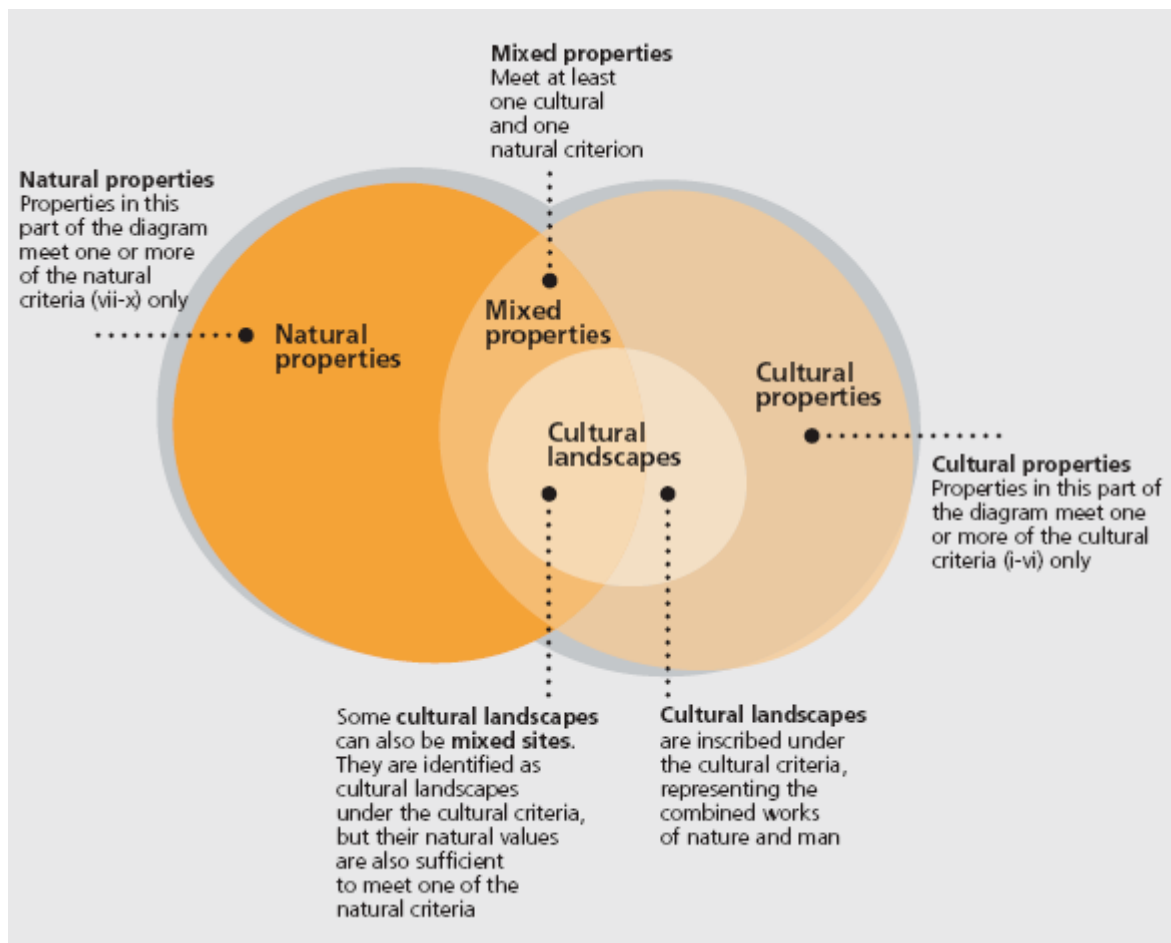 Mixed properties
Meet at least
one cultural
and one
natural criterion
Natural properties
Properties in this
part of the diagram
meet one or more
of the natural
criteria (vii-x) only
Natural
properties
Mixed
properties
Cultural
properties
Cultural
landscapes
Cultural properties
Properties in this part of
the diagram meet one
or more of the cultural
criteria (i-vi) only
Some cultural landscapes
can also be mixed sites.
They are identified as
cultural landscapes
under the cultural criteria,
but their natural values
are also sufficient
to meet one of the
natural criteria
Cultural landscapes
are inscribed under
the cultural criteria,
representing the
combined works
of nature and man